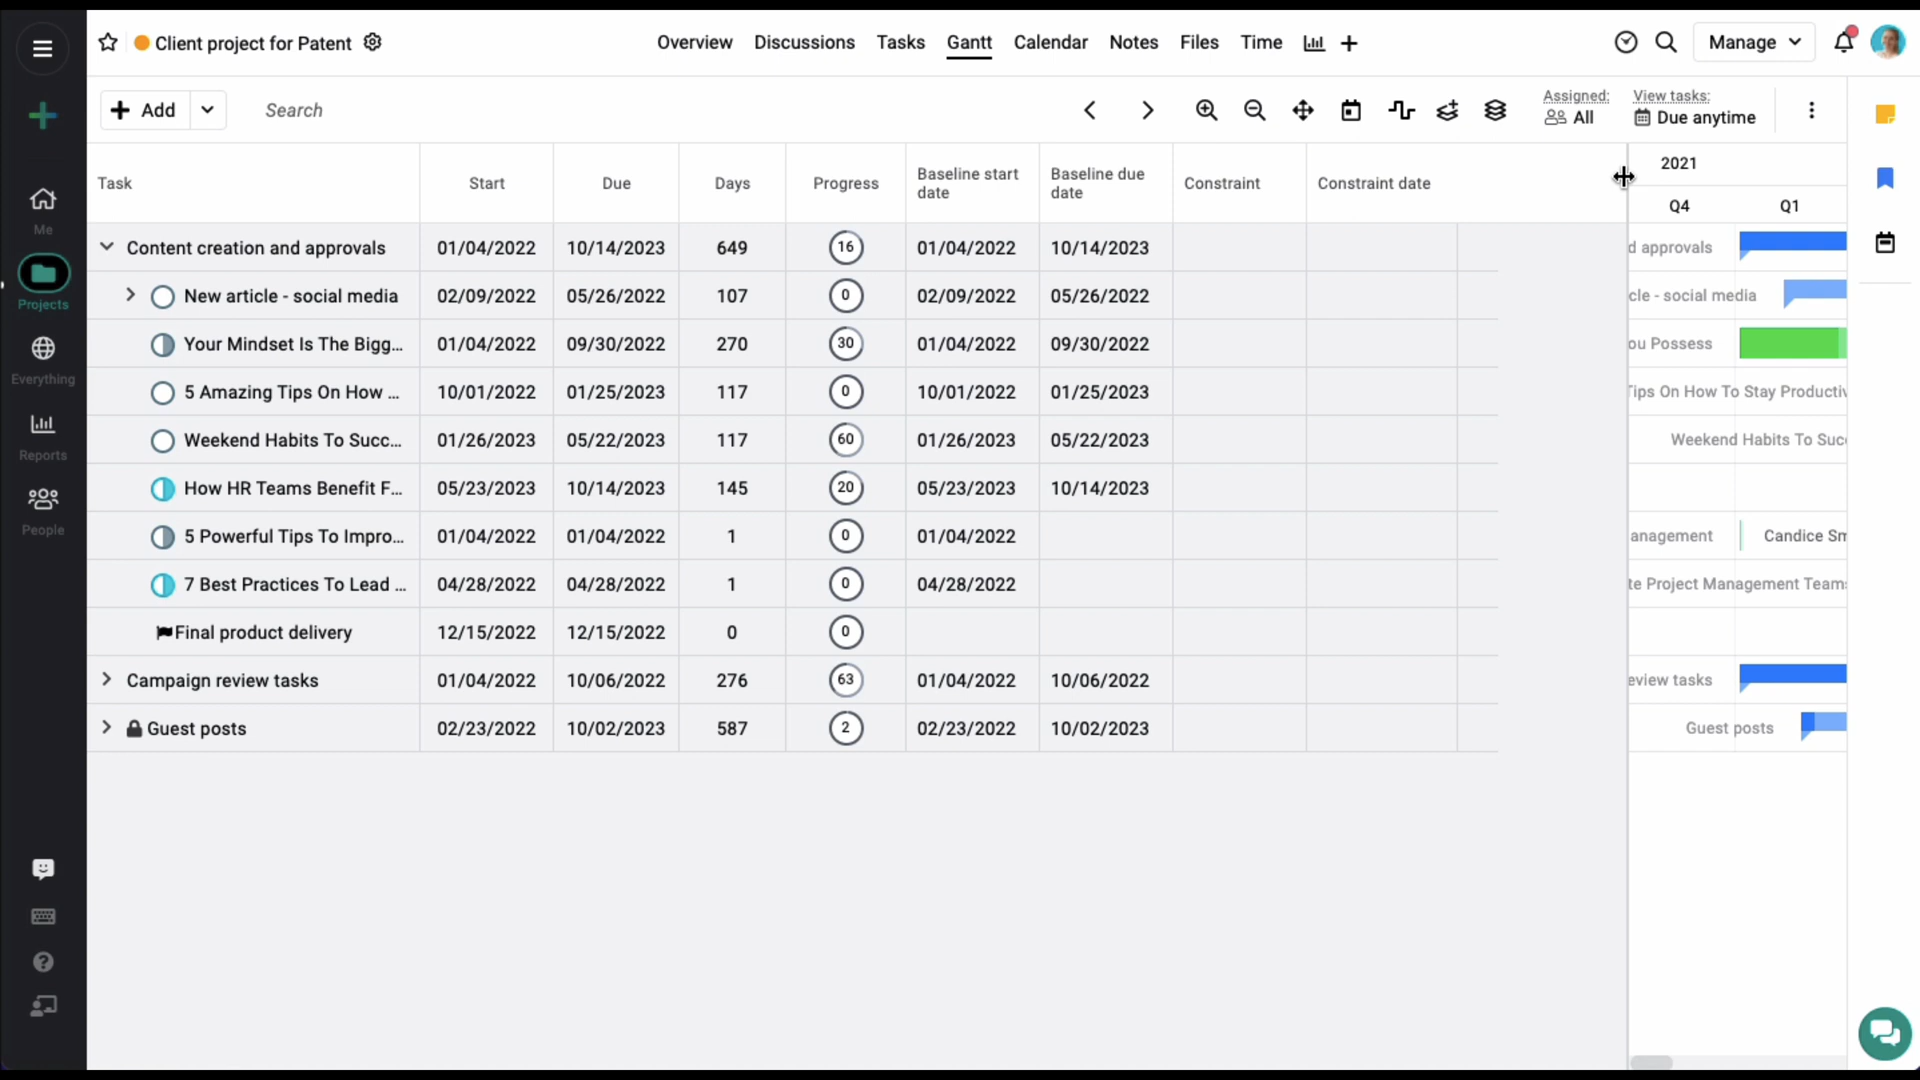 Client project for Patent
Overview Discussions Tasks Gantt Calendar Notes Files Time
Manage
Add
Search
Assigned:
All
View tasks:
Due anytime
Me
Projects
Everything
Reports
People
Task Start Due Days Progress Baseline start date Baseline due date Constraint Constraint date
2021
Q4 Q1
Content creation and approvals 01/04/2022 10/14/2023 649 16 01/04/2022 10/14/2023 d approvals
New article - social media 02/09/2022 05/26/2022 107 0 02/09/2022 05/26/2022 cle - social media
Your Mindset Is The Bigg... 01/04/2022 09/30/2022 270 30 01/04/2022 09/30/2022 ou Possess
5 Amazing Tips On How ... 10/01/2022 01/25/2023 117 0 10/01/2022 01/25/2023 Tips On How To Stay Productiv
Weekend Habits To Succ... 01/26/2023 05/22/2023 117 60 01/26/2023 05/22/2023 Weekend Habits To Suc
How HR Teams Benefit F... 05/23/2023 10/14/2023 145 20 05/23/2023 10/14/2023
5 Powerful Tips To Impro... 01/04/2022 01/04/2022 1 0 01/04/2022 anagement Candice Sm
7 Best Practices To Lead ... 04/28/2022 04/28/2022 1 0 04/28/2022 te Project Management Teams
Final product delivery 12/15/2022 12/15/2022 0 0
Campaign review tasks 01/04/2022 10/06/2022 276 63 01/04/2022 10/06/2022 eview tasks
Guest posts 02/23/2022 10/02/2023 587 2 02/23/2022 10/02/2023 Guest posts